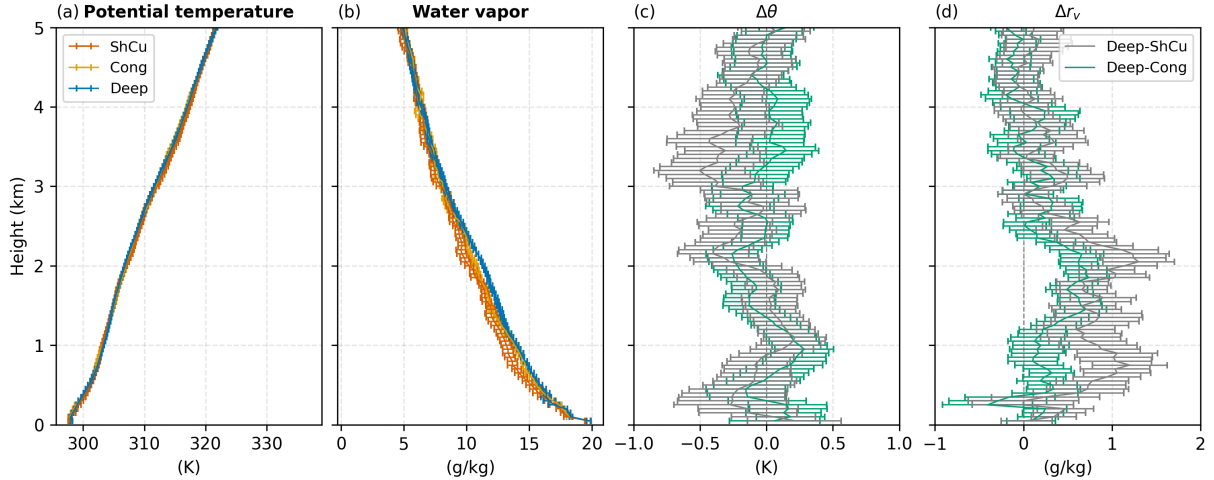 (a) Potential temperature
(b) Water vapor
(c) Δθ
(d) Δr_v
Height (km)
5
4
3
2
1
0
ShCu
Cong
Deep
300 310 320 330
(K)
0 5 10 15 20
(g/kg)
−1.0 −0.5 0.0 0.5 1.0
(K)
Deep-ShCu
Deep-Cong
−1 0 1 2
(g/kg)